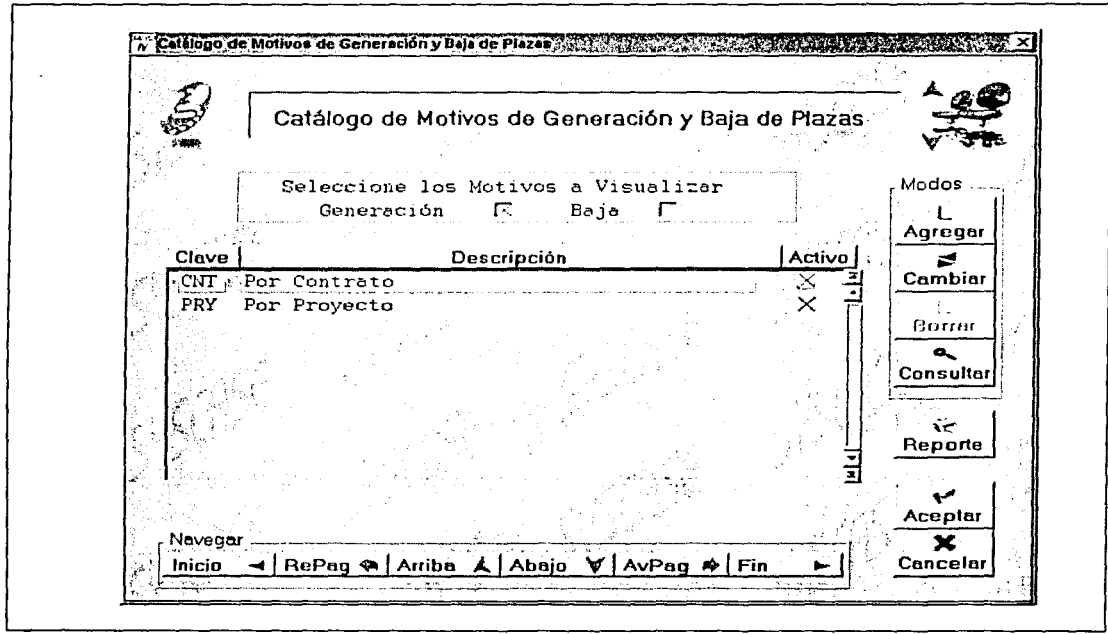 Catálogo de Motivos de Generación y Baja de Plazas
Catálogo de Motivos de Generación y Baja de Plazas
Seleccione los Motivos a Visualizar
Generación Baja
Modos
Agregar
Cambiar
Borrar
Consultar
Clave Descripción Activo
CNT Por Contrato
PRY Por Proyecto
Reporte
Aceptar
Cancelar
Navegar
Inicio RePag Arriba Abajo AvPag Fin